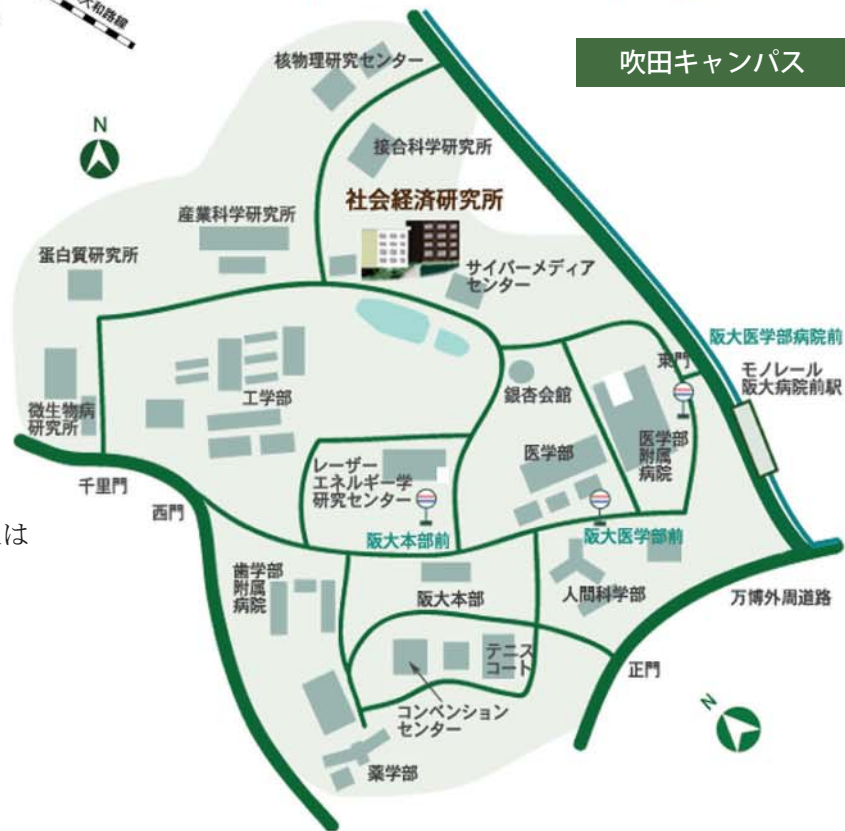 大和路線
吹田キャンパス
核物理研究センター
N
接合科学研究所
社会経済研究所
産業科学研究所
蛋白質研究所
サイバーメディア
センター
阪大医学部病院前
東門
モノレール
阪大病院前駅
銀杏会館
工学部
微生物病
研究所
医学部
医学部
附属
病院
レーザー
エネルギー学
研究センター
千里門
西門
阪大本部前
阪大医学部前
は
歯学部
附属
病院
阪大本部
人間科学部
万博外周道路
テニス
コート
正門
N
コンベンション
センター
薬学部